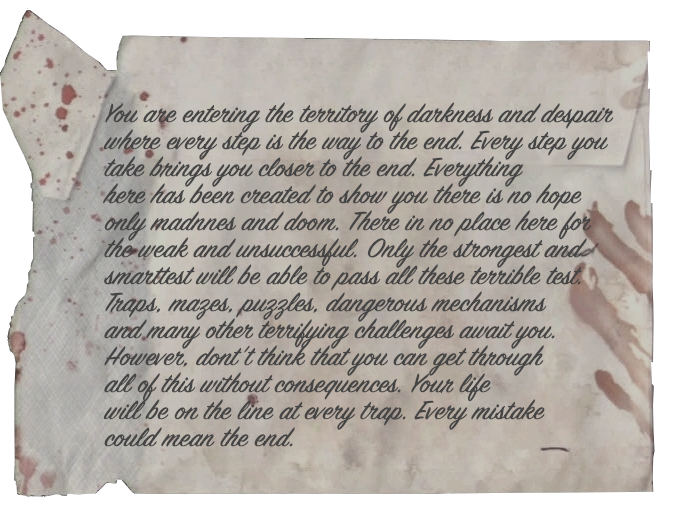 You are entering the territory of darkness and despair
where every step is the way to the end. Every step you
take brings you closer to the end. Everything
here has been created to show you there is no hope
only madnnes and doom. There in no place here for
the weak and unsuccessful. Only the strongest and
smarttest will be able to pass all these terrible test.
Traps, mazes, puzzles, dangerous mechanisms
and many other terrifying challenges await you.
However, dont't think that you can get through
all of this without consequences. Your life
will be on the line at every trap. Every mistake
could mean the end.